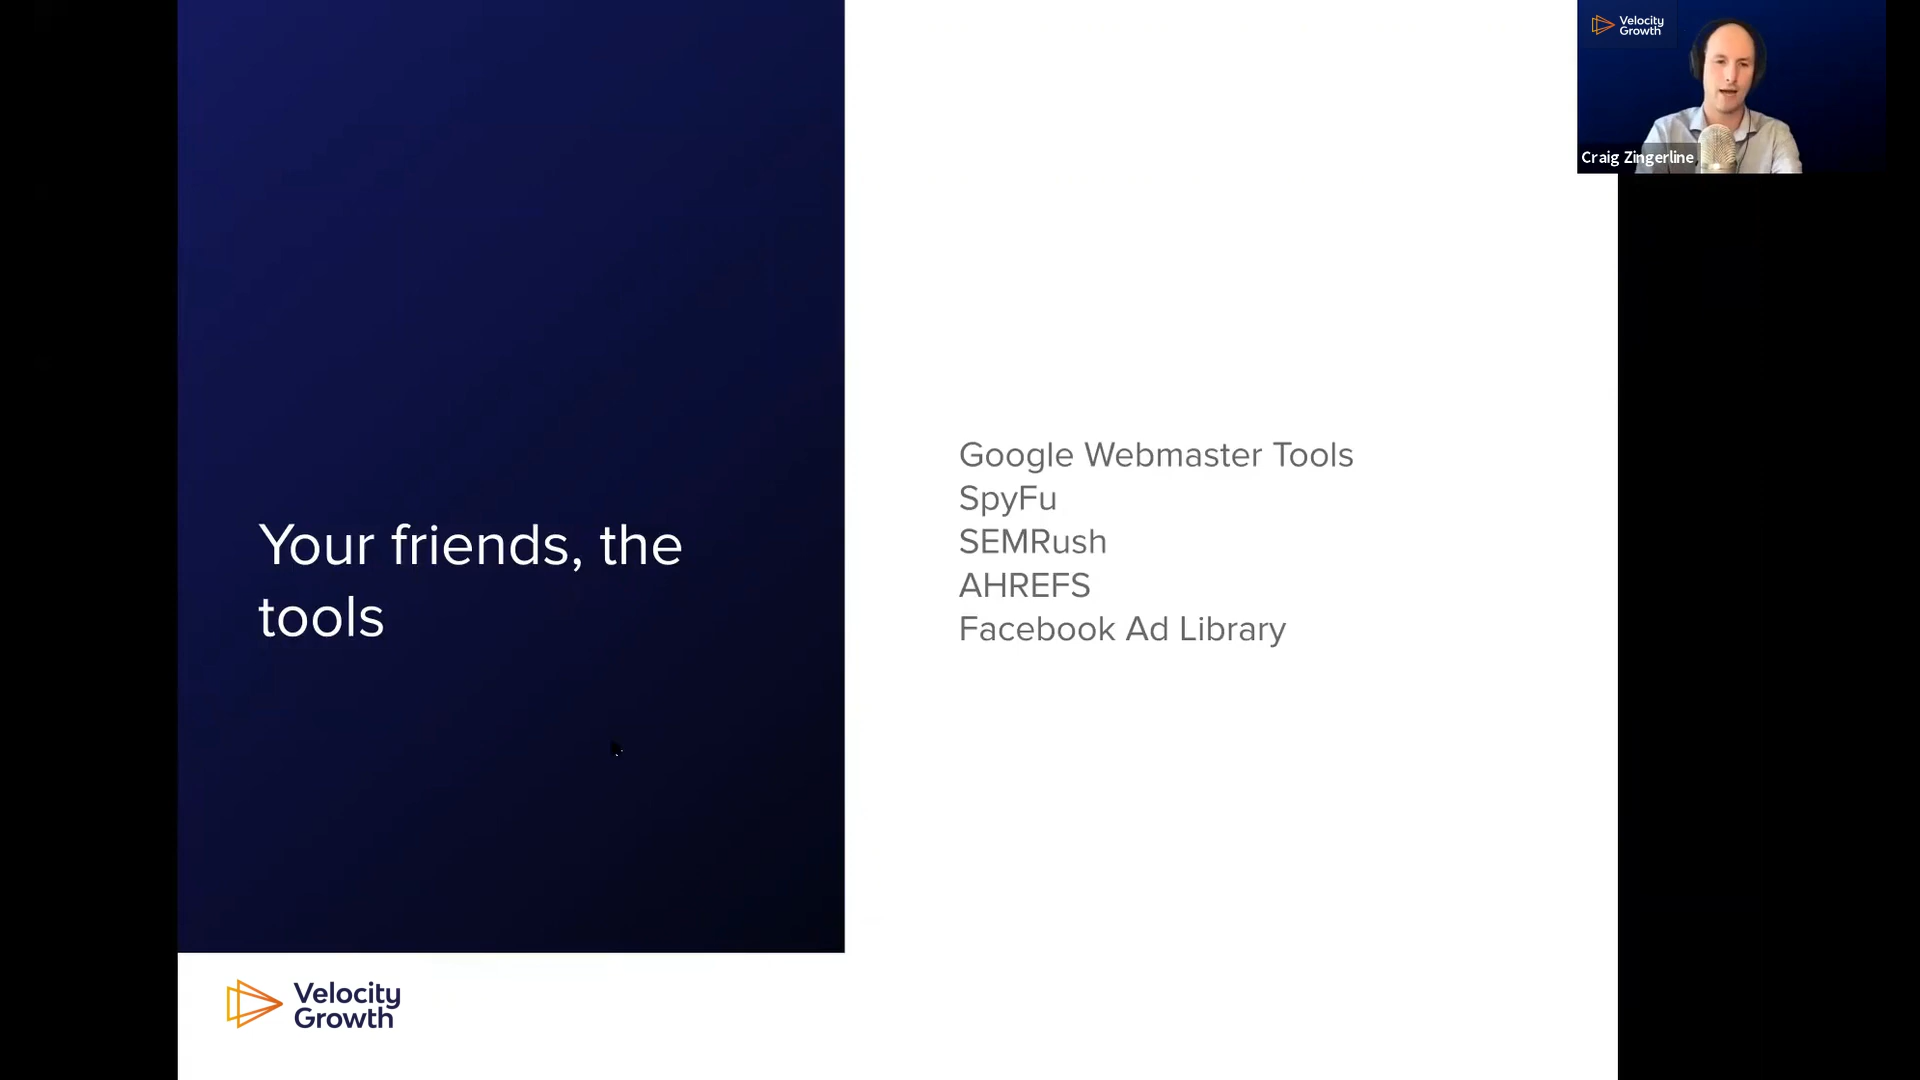 Velocity
Growth
Craig Zingerline
Your friends, the
tools
Google Webmaster Tools
SpyFu
SEMRush
AHREFS
Facebook Ad Library
Velocity
Growth